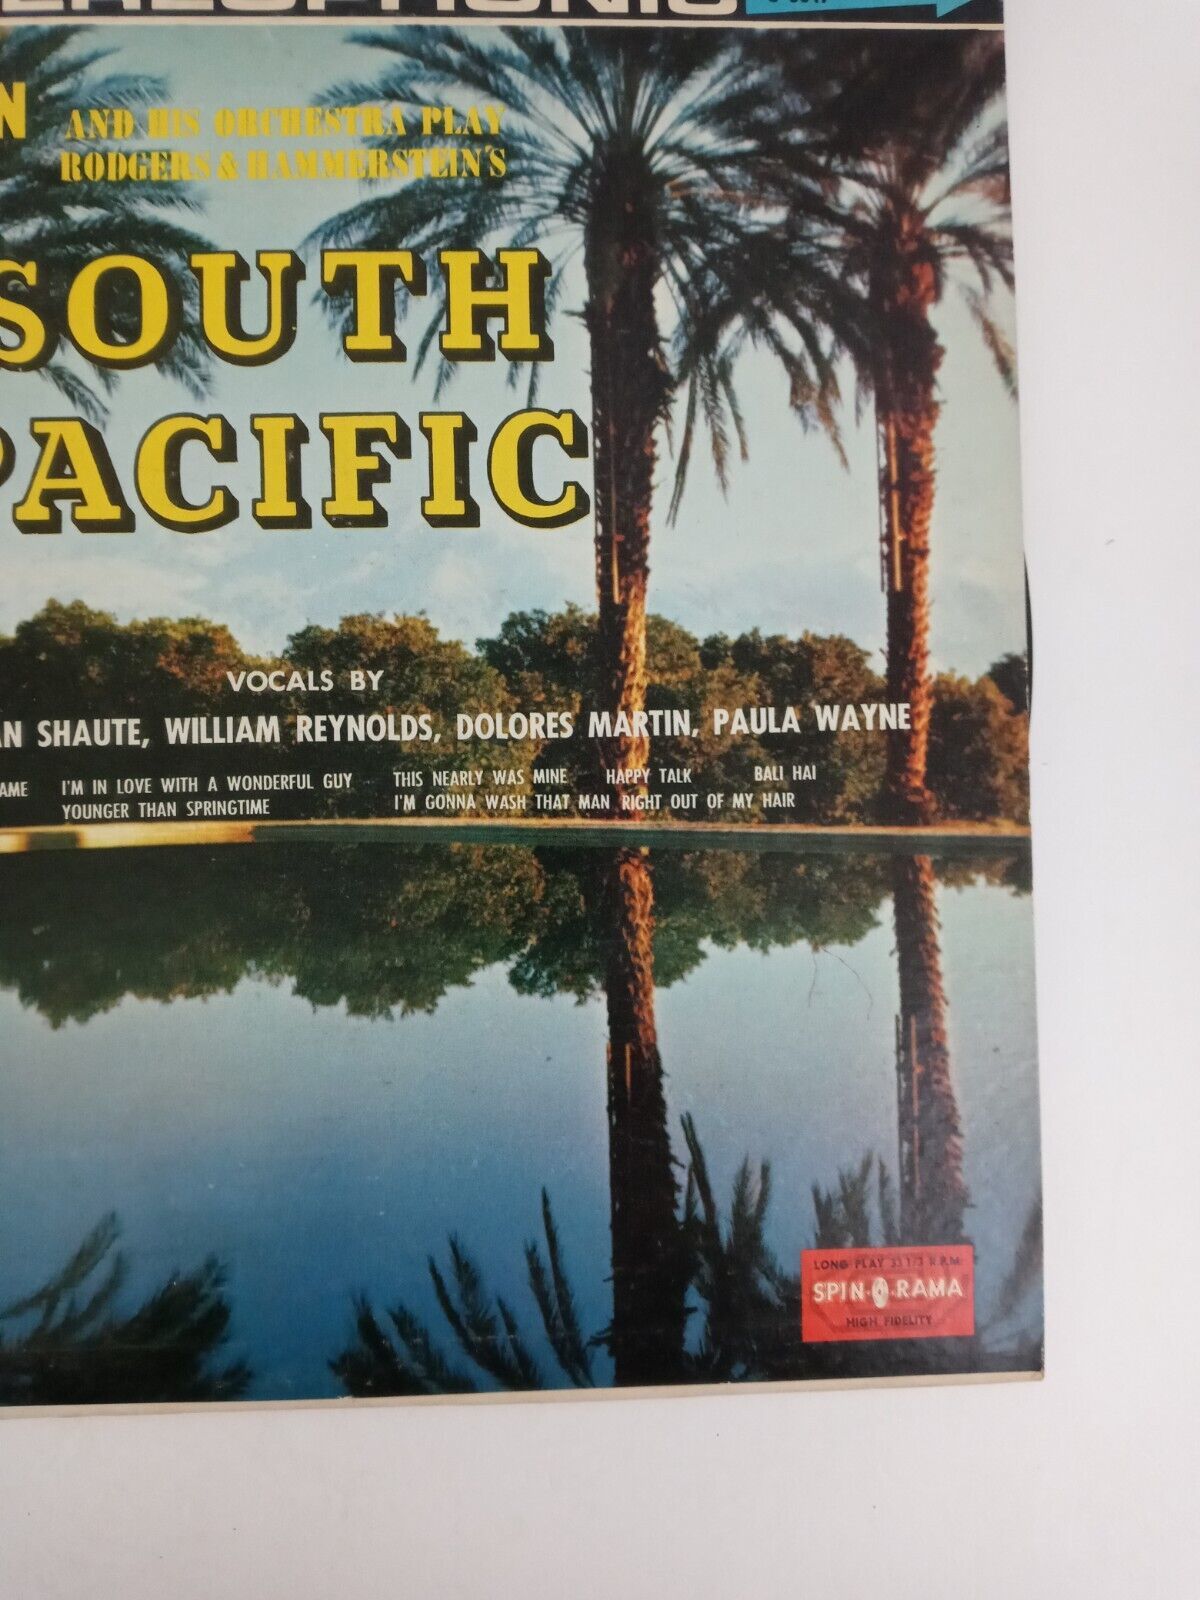 AND HIS ORCHESTRA PLAY
RODGERS & HAMMERSTEIN'S
SOUTH
PACIFIC
VOCALS BY
SHAUTE, WILLIAM REYNOLDS, DOLORES MARTIN, PAULA WAYNE
I'M IN LOVE WITH A WONDERFUL GUY THIS NEARLY WAS MINE HAPPY TALK BALI HAI
YOUNGER THAN SPRINGTIME I'M GONNA WASH THAT MAN RIGHT OUT OF MY HAIR
LONG PLAY 33 1/3 R.P.M.
SPIN-O-RAMA
HIGH FIDELITY